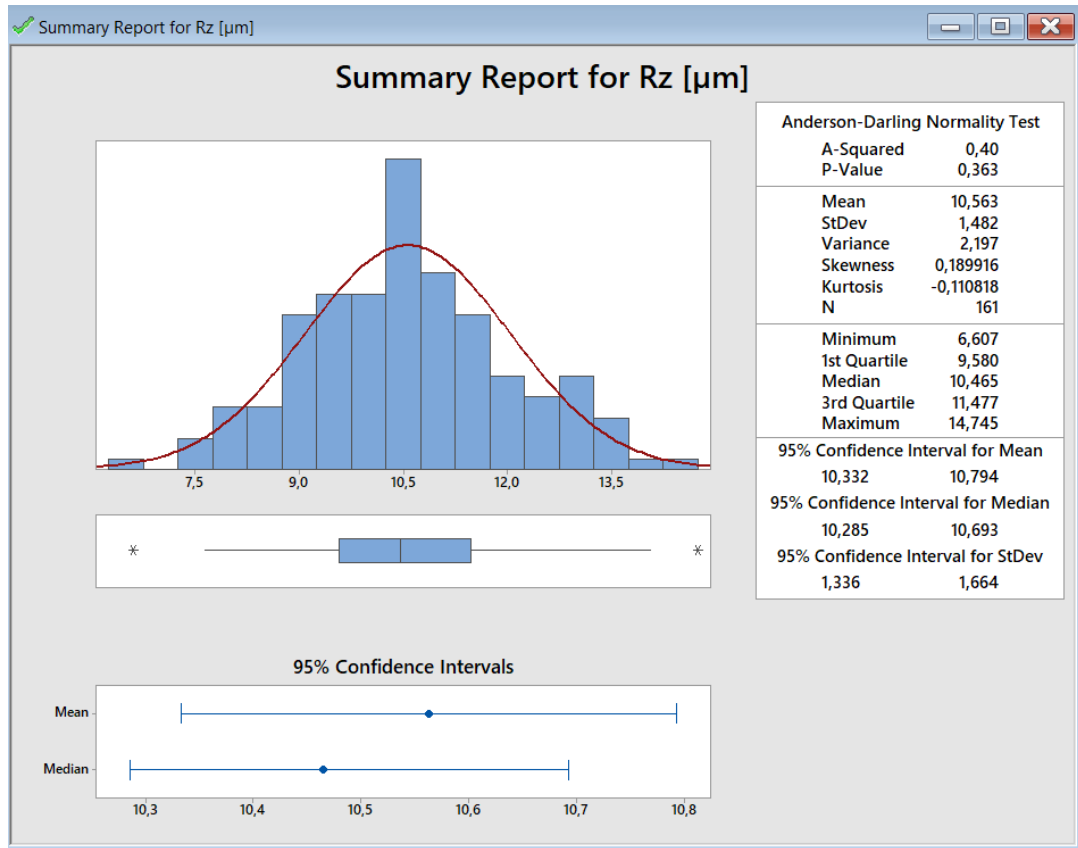 Summary Report for Rz [µm]
Summary Report for Rz [µm]
7,5 9,0 10,5 12,0 13,5
95% Confidence Intervals
Mean
Median
10,3 10,4 10,5 10,6 10,7 10,8
Anderson-Darling Normality Test
A-Squared 0,40
P-Value 0,363
Mean 10,563
StDev 1,482
Variance 2,197
Skewness 0,189916
Kurtosis -0,110818
N 161
Minimum 6,607
1st Quartile 9,580
Median 10,465
3rd Quartile 11,477
Maximum 14,745
95% Confidence Interval for Mean
10,332 10,794
95% Confidence Interval for Median
10,285 10,693
95% Confidence Interval for StDev
1,336 1,664